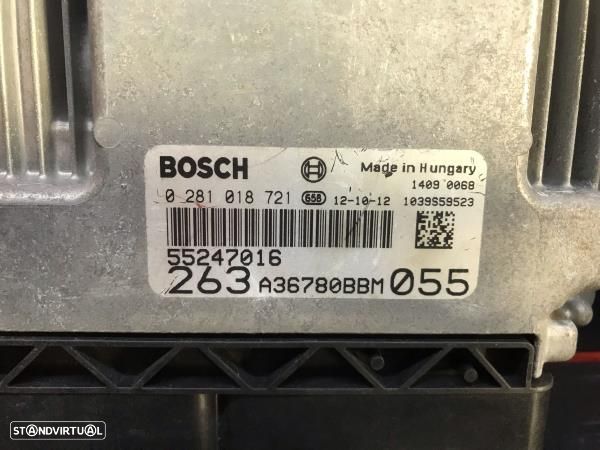 BOSCH
Made in Hungary
1409 0068
0 281 018 721 658 12-10-12 1039S59523
55247016
263 A36780BBM 055
STANDVIRTUAL